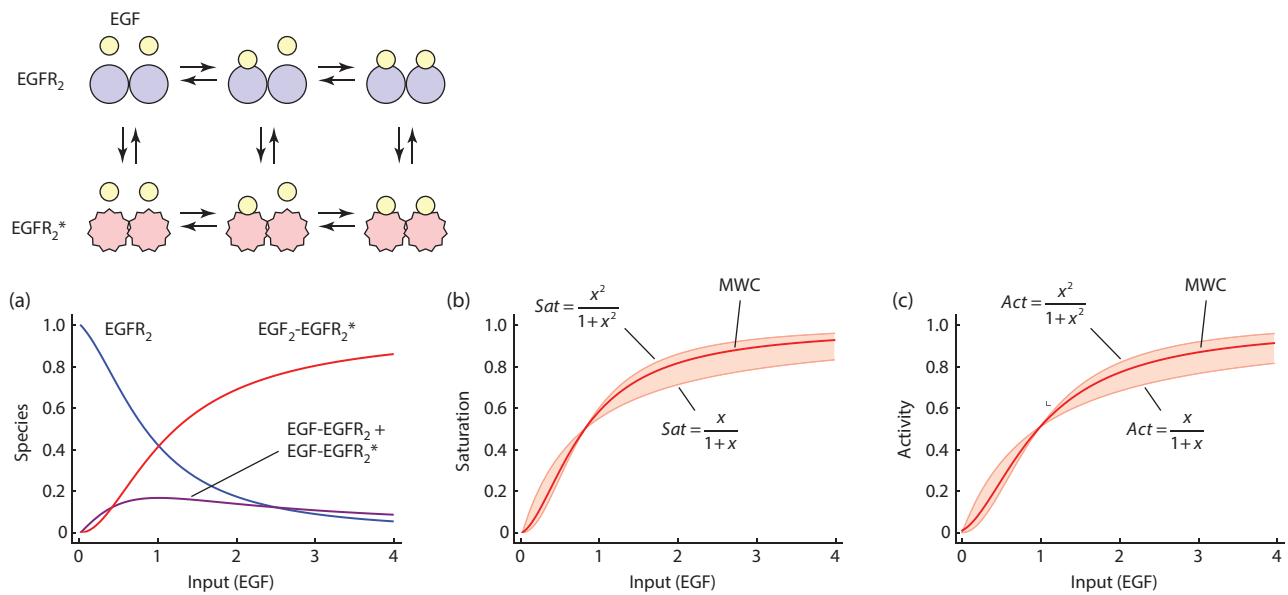 EGF
EGFR₂
EGFR₂*
(a)
EGFR₂
EGF₂-EGFR₂*
EGF-EGFR₂ +
EGF-EGFR₂*
Species
1.0
0.8
0.6
0.4
0.2
0
0 1 2 3 4
Input (EGF)
(b)
Sat = x² / 1 + x²
MWC
Sat = x / 1 + x
Saturation
1.0
0.8
0.6
0.4
0.2
0
0 1 2 3 4
Input (EGF)
(c)
Act = x² / 1 + x²
MWC
Act = x / 1 + x
Activity
1.0
0.8
0.6
0.4
0.2
0
0 1 2 3 4
Input (EGF)